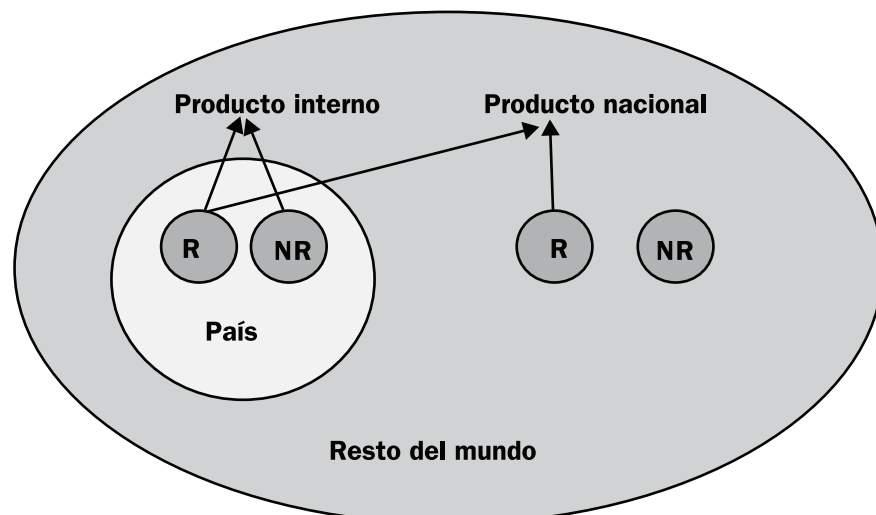 Producto interno
Producto nacional
R
NR
R
NR
País
Resto del mundo